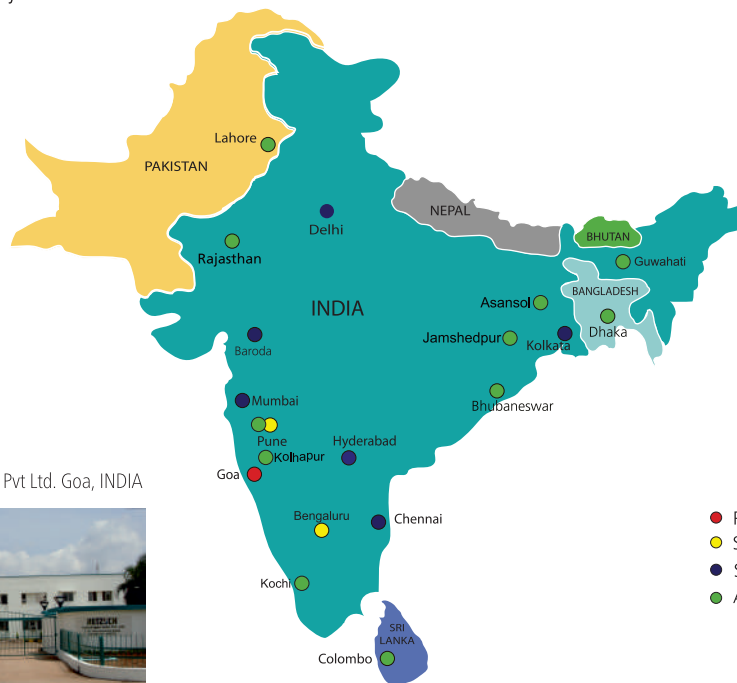 Lahore
PAKISTAN
NEPAL
Delhi
BHUTAN
Rajasthan
Guwahati
BANGLADESH
INDIA
Asansol
Dhaka
Jamshedpur
Kolkata
Baroda
Bhubaneswar
Mumbai
Pune
Hyderabad
Kolhapur
Goa
Pvt Ltd. Goa, INDIA
Bengaluru
Chennai
Kochi
SRI
LANKA
Colombo
NETZSCH